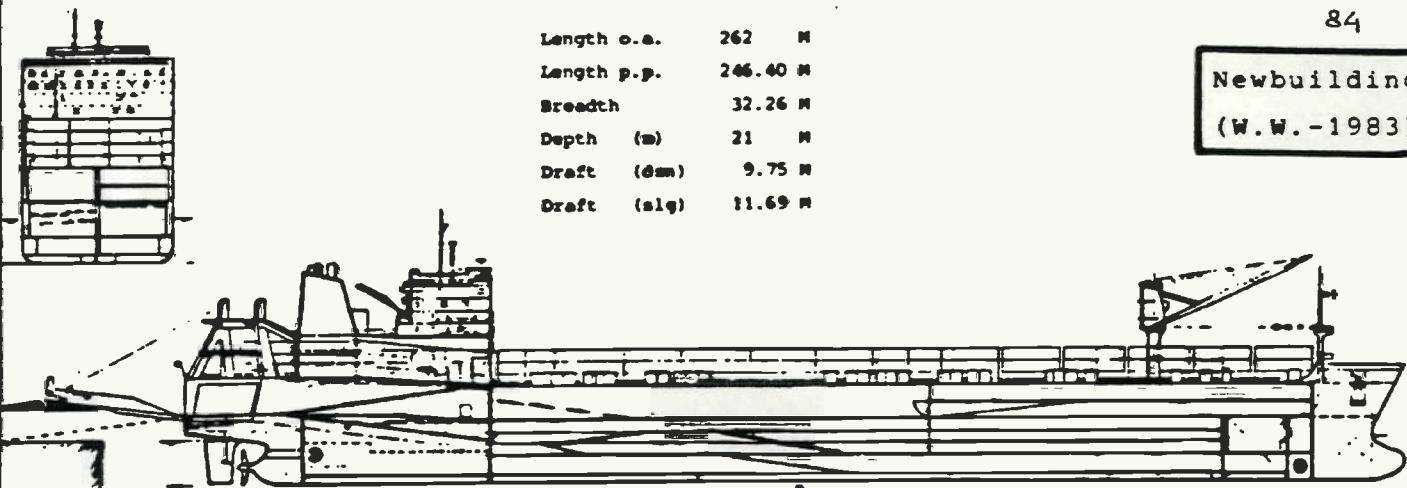 84
Newbuilding
(W.W.-1983)
Length o.a. 262 M
Length p.p. 246.40 M
Breadth 32.26 M
Depth (m) 21 M
Draft (dsn) 9.75 M
Draft (slg) 11.69 M